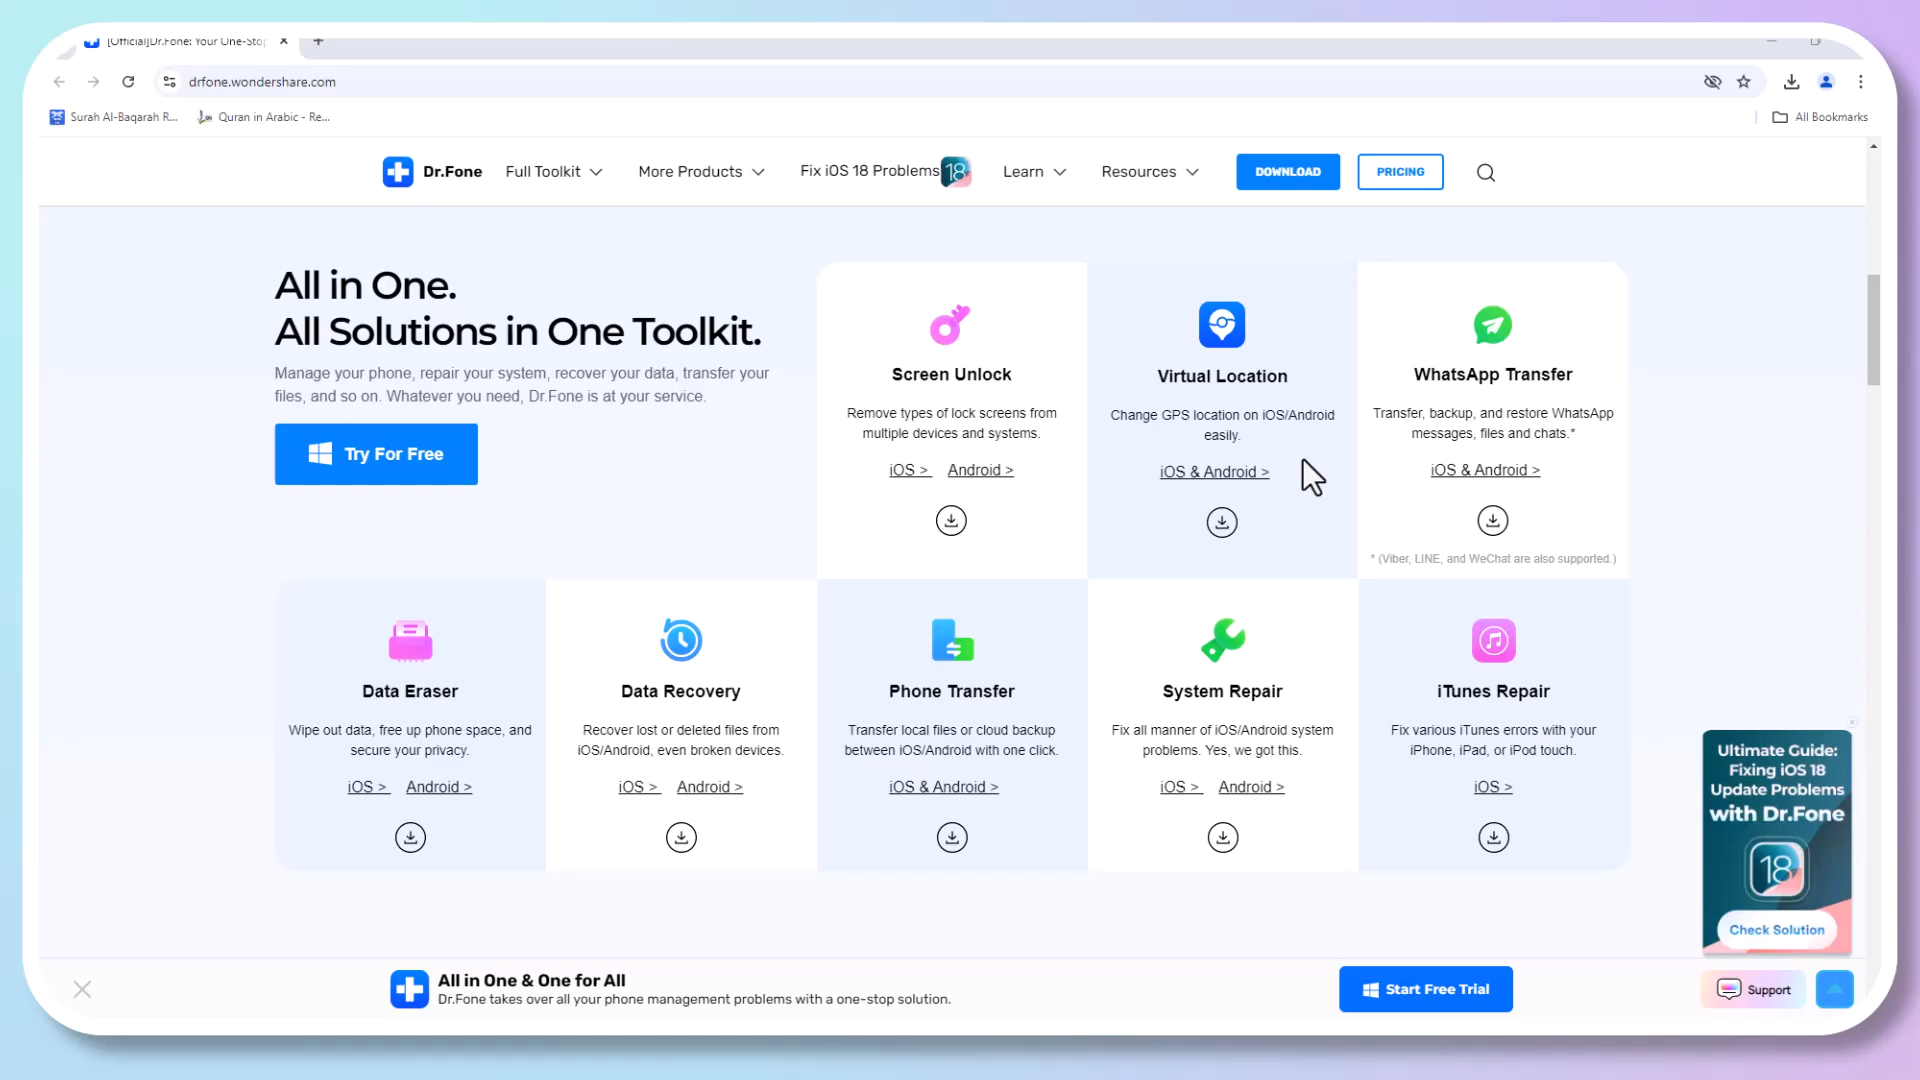 [Official]Dr.Fone: Your One-Stop
drfone.wondershare.com
Surah Al-Baqarah R...
Quran in Arabic - Re...
All Bookmarks
Dr.Fone
Full Toolkit
More Products
Fix iOS 18 Problems
18
Learn
Resources
DOWNLOAD
PRICING
All in One.
All Solutions in One Toolkit.
Manage your phone, repair your system, recover your data, transfer your
files, and so on. Whatever you need, Dr.Fone is at your service.
Try For Free
Screen Unlock
Remove types of lock screens from
multiple devices and systems.
iOS > Android >
Virtual Location
Change GPS location on iOS/Android
easily.
iOS & Android >
WhatsApp Transfer
Transfer, backup, and restore WhatsApp
messages, files and chats.*
iOS & Android >
* (Viber, LINE, and WeChat are also supported.)
Data Eraser
Wipe out data, free up phone space, and
secure your privacy.
iOS > Android >
Data Recovery
Recover lost or deleted files from
iOS/Android, even broken devices.
iOS > Android >
Phone Transfer
Transfer local files or cloud backup
between iOS/Android with one click.
iOS & Android >
System Repair
Fix all manner of iOS/Android system
problems. Yes, we got this.
iOS > Android >
iTunes Repair
Fix various iTunes errors with your
iPhone, iPad, or iPod touch.
iOS >
Ultimate Guide:
Fixing iOS 18
Update Problems
with Dr.Fone
18
Check Solution
All in One & One for All
Dr.Fone takes over all your phone management problems with a one-stop solution.
Start Free Trial
Support